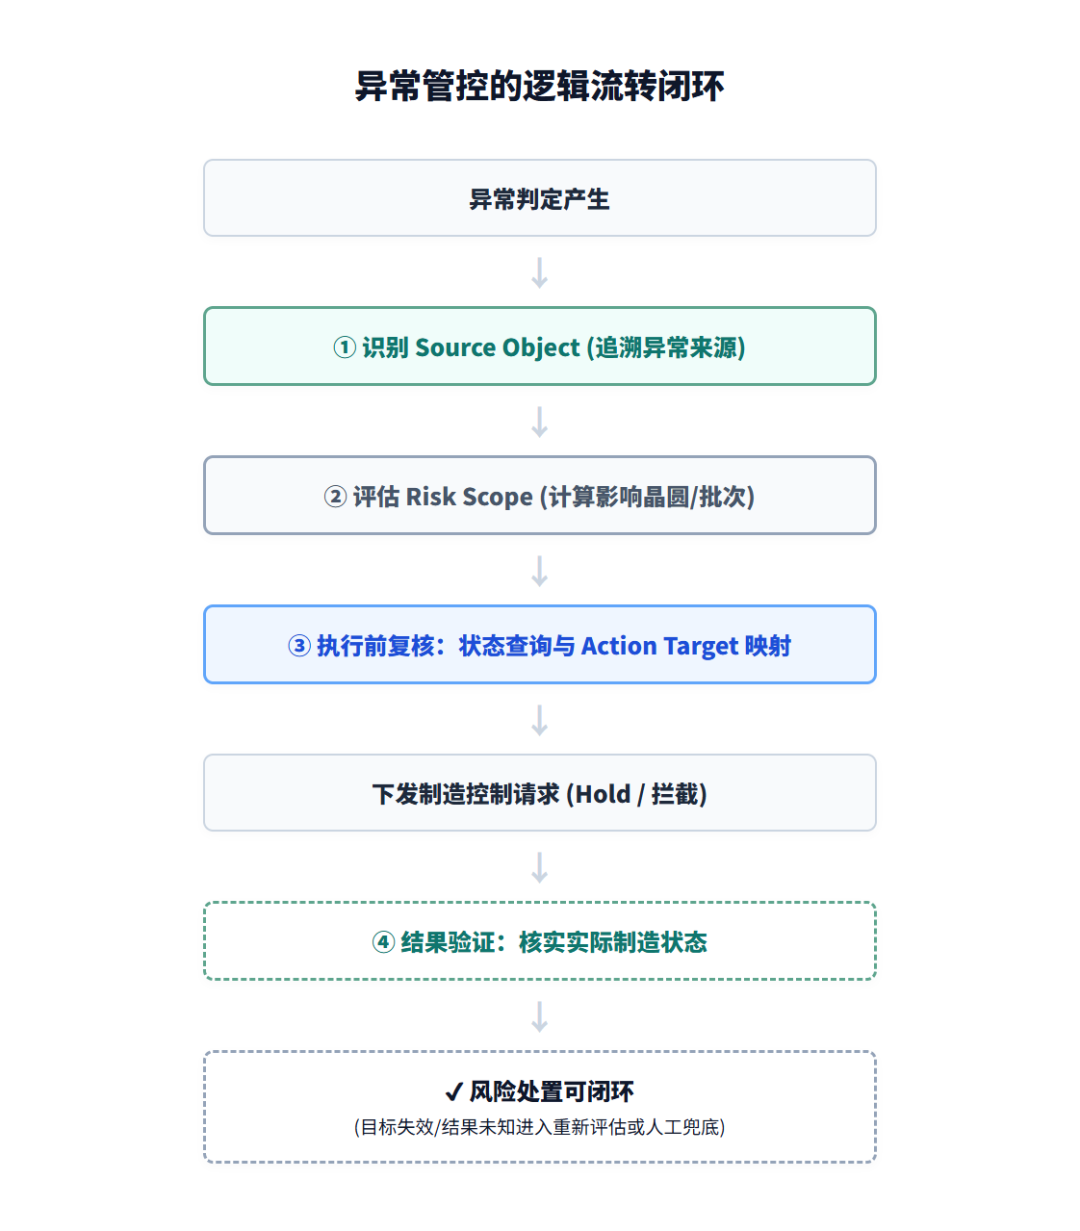 异常管控的逻辑流转闭环
异常判定产生
↓
① 识别 Source Object (追溯异常来源)
↓
② 评估 Risk Scope (计算影响晶圆/批次)
↓
③ 执行前复核：状态查询与 Action Target 映射
↓
下发制造控制请求 (Hold / 拦截)
↓
④ 结果验证：核实实际制造状态
↓
✔ 风险处置可闭环
(目标失效/结果未知进入重新评估或人工兜底)